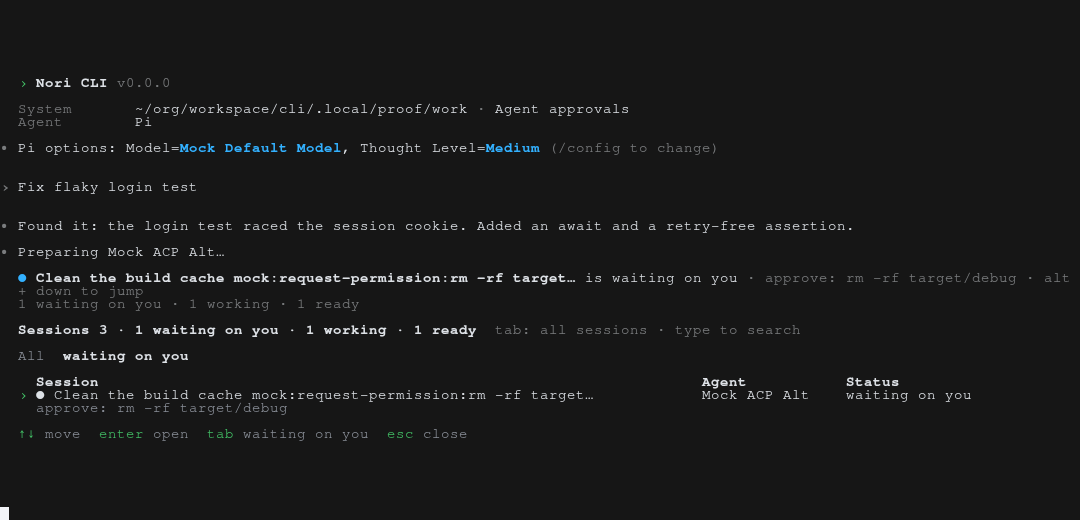 › Nori CLI v0.0.0
System ~/org/workspace/cli/.local/proof/work · Agent approvals
Agent Pi
• Pi options: Model=Mock Default Model, Thought Level=Medium (/config to change)
› Fix flaky login test
• Found it: the login test raced the session cookie. Added an await and a retry-free assertion.
• Preparing Mock ACP Alt…
● Clean the build cache mock:request-permission:rm -rf target… is waiting on you · approve: rm -rf target/debug · alt
+ down to jump
1 waiting on you · 1 working · 1 ready
Sessions 3 · 1 waiting on you · 1 working · 1 ready tab: all sessions · type to search
All waiting on you
Session Agent Status
› ● Clean the build cache mock:request-permission:rm -rf target… Mock ACP Alt waiting on you
approve: rm -rf target/debug
↑↓ move enter open tab waiting on you esc close